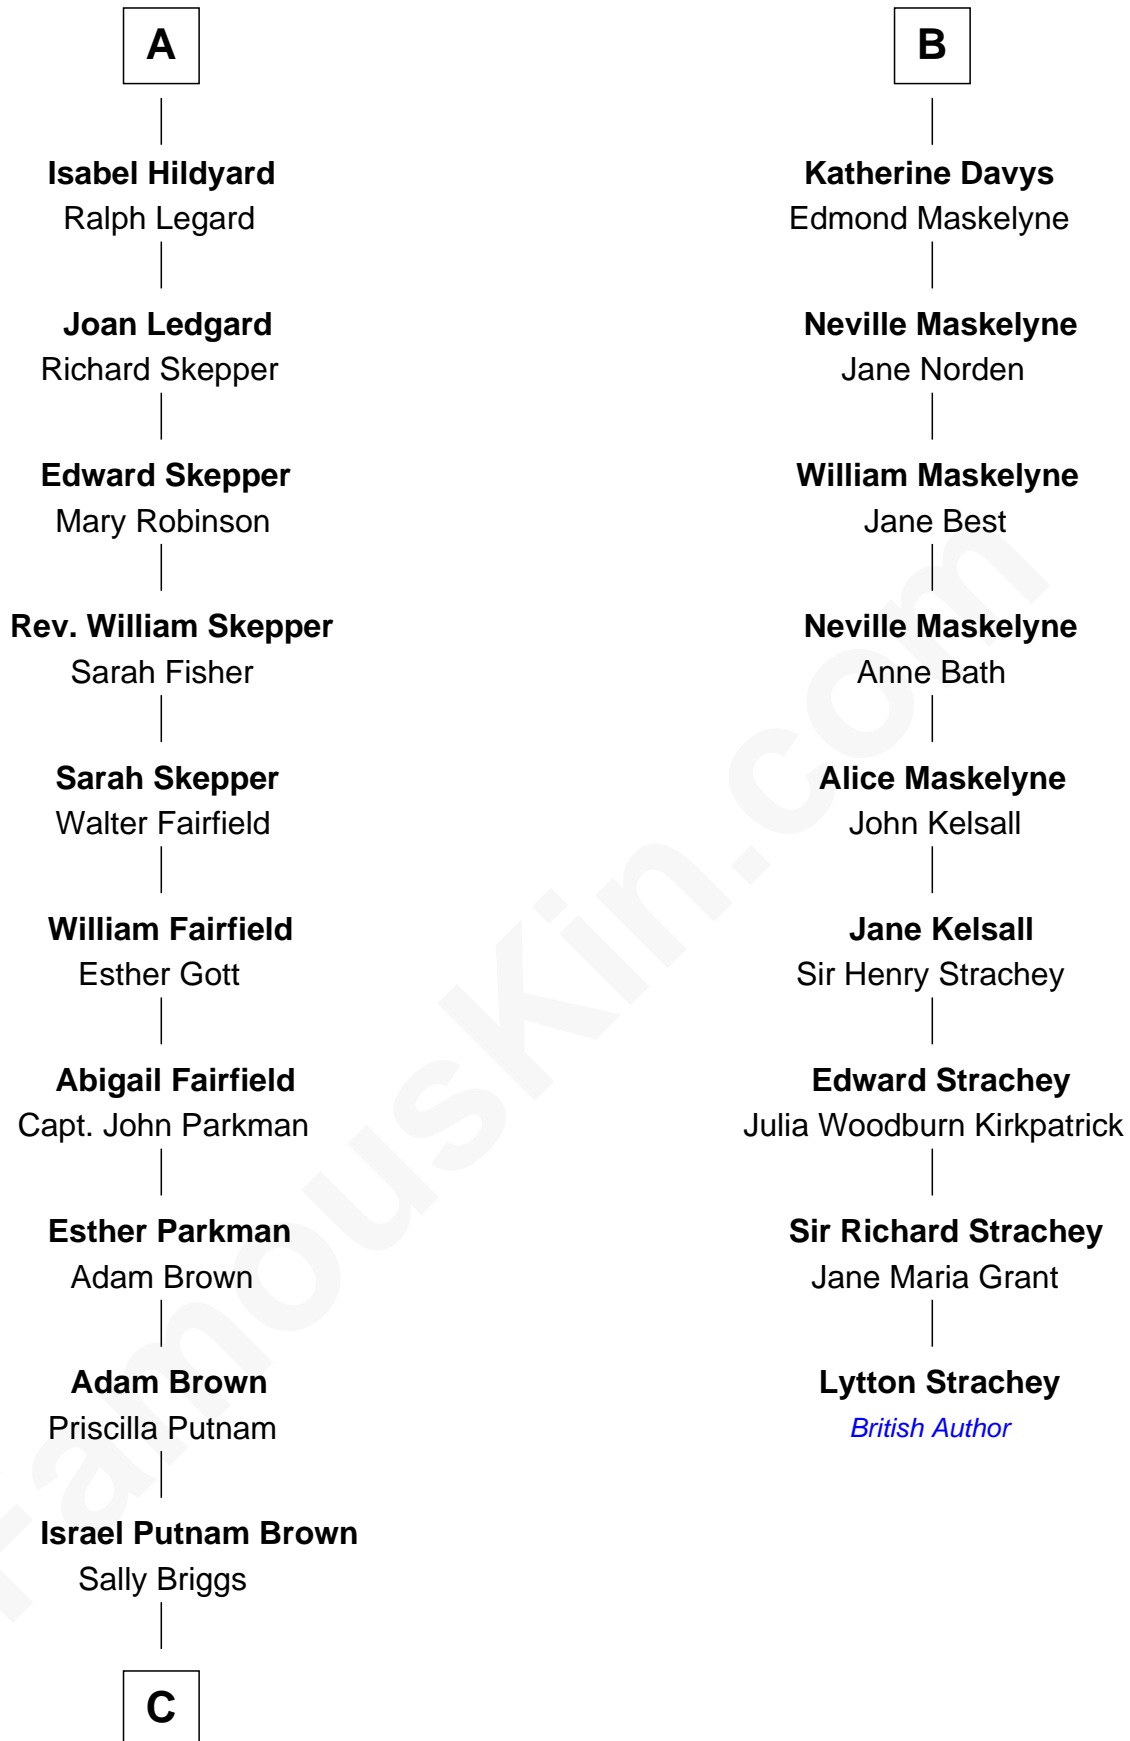 A
Isabel Hildyard
Ralph Legard
Joan Ledgard
Richard Skepper
Edward Skepper
Mary Robinson
Rev. William Skepper
Sarah Fisher
Sarah Skepper
Walter Fairfield
William Fairfield
Esther Gott
Abigail Fairfield
Capt. John Parkman
Esther Parkman
Adam Brown
Adam Brown
Priscilla Putnam
Israel Putnam Brown
Sally Briggs
C
B
Katherine Davys
Edmond Maskelyne
Neville Maskelyne
Jane Norden
William Maskelyne
Jane Best
Neville Maskelyne
Anne Bath
Alice Maskelyne
John Kelsall
Jane Kelsall
Sir Henry Strachey
Edward Strachey
Julia Woodburn Kirkpatrick
Sir Richard Strachey
Jane Maria Grant
Lytton Strachey
British Author
FamousKin.com